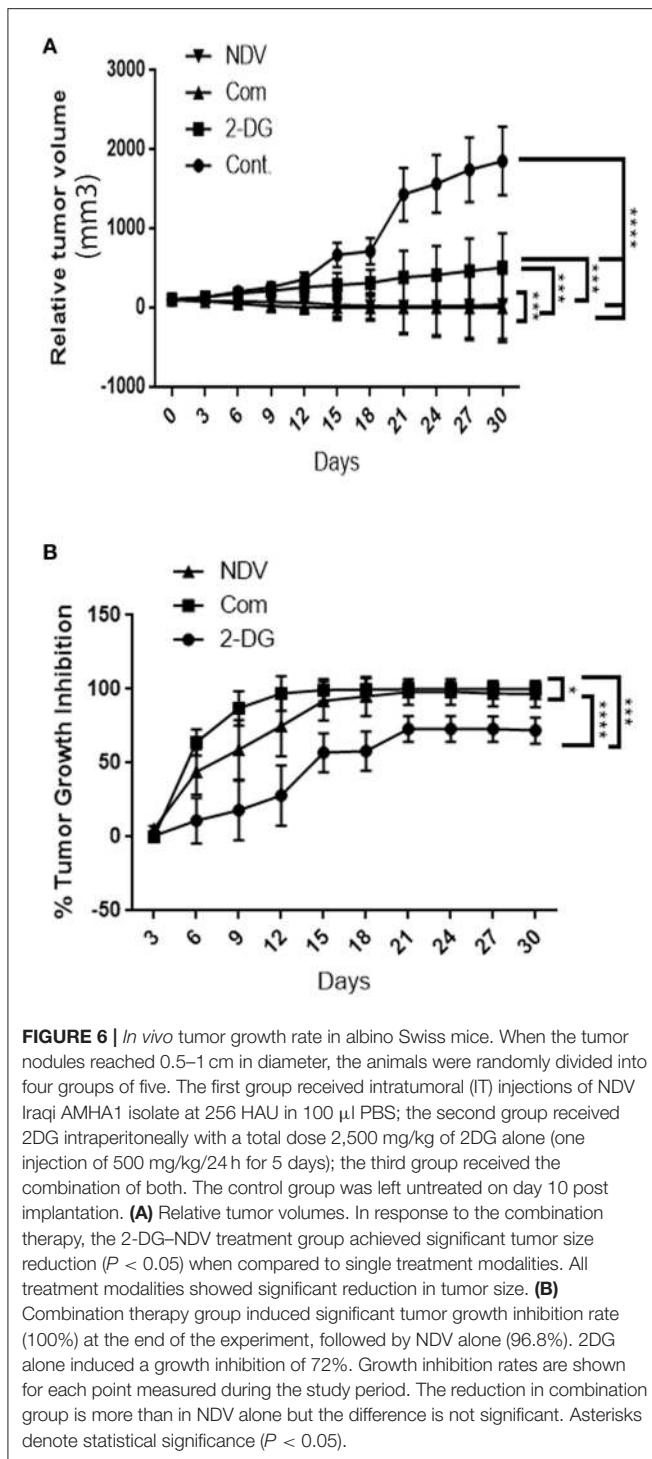 A
NDV
Com
2-DG
Cont.
Relative tumor volume
(mm3)
3000
2000
1000
0
-1000
0 3 6 9 12 15 18 21 24 27 30
Days
*** *** *** ****
B
NDV
Com
2-DG
% Tumor Growth Inhibition
150
100
50
0
-50
3 6 9 12 15 18 21 24 27 30
Days
* **** ***
FIGURE 6 | In vivo tumor growth rate in albino Swiss mice. When the tumor
nodules reached 0.5–1 cm in diameter, the animals were randomly divided into
four groups of five. The first group received intratumoral (IT) injections of NDV
Iraqi AMHA1 isolate at 256 HAU in 100 µl PBS; the second group received
2DG intraperitoneally with a total dose 2,500 mg/kg of 2DG alone (one
injection of 500 mg/kg/24 h for 5 days); the third group received the
combination of both. The control group was left untreated on day 10 post
implantation. (A) Relative tumor volumes. In response to the combination
therapy, the 2-DG–NDV treatment group achieved significant tumor size
reduction (P < 0.05) when compared to single treatment modalities. All
treatment modalities showed significant reduction in tumor size. (B)
Combination therapy group induced significant tumor growth inhibition rate
(100%) at the end of the experiment, followed by NDV alone (96.8%). 2DG
alone induced a growth inhibition of 72%. Growth inhibition rates are shown
for each point measured during the study period. The reduction in combination
group is more than in NDV alone but the difference is not significant. Asterisks
denote statistical significance (P < 0.05).